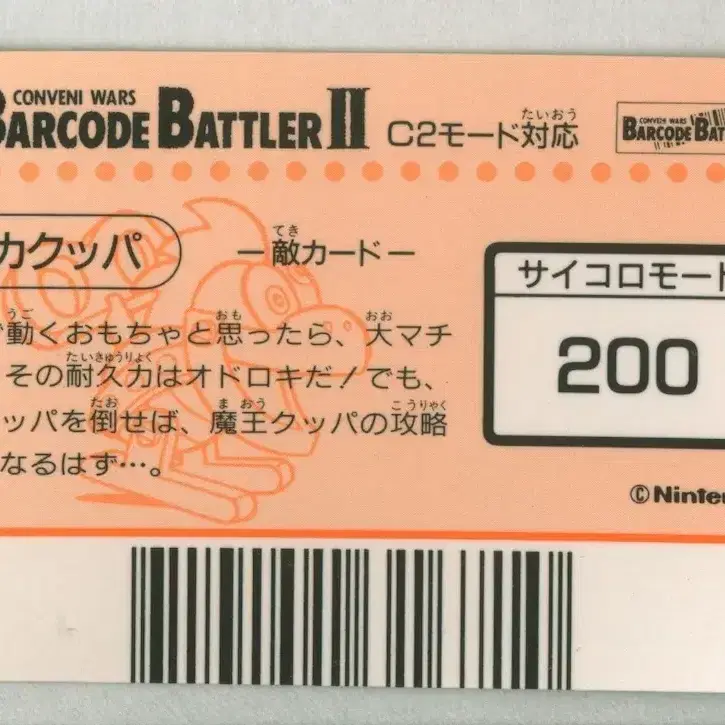 CONVENI WARS
BARCODE BATTLER II C2モード対応
たいおう
CONVENI WARS
BARCODE BAT
カクッパ
ー敵カードー
てき
サイコロモード
200
動くおもちゃと思ったら、大マチ
うご おも おお
その耐久力はオドロキだ!でも、
たいきゅうりょく
ッパを倒せば、魔王クッパの攻略
たお ま おう こうりゃく
なるはず…。
©Ninte